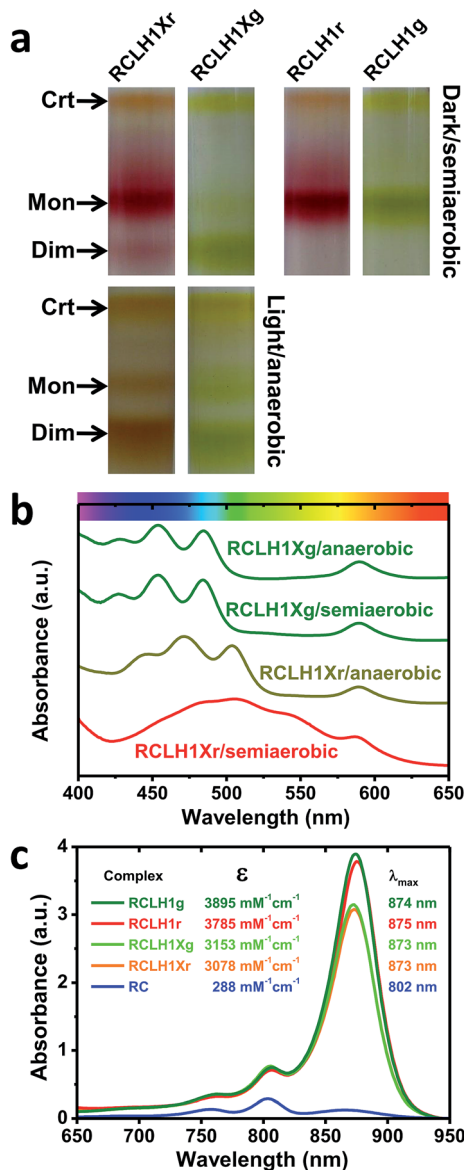 a
RCLH1Xr RCLH1Xg RCLH1r RCLH1g
Crt
Mon
Dim
Dark/semiaerobic
Crt
Mon
Dim
Light/anaerobic
b
RCLH1Xg/anaerobic
RCLH1Xg/semiaerobic
RCLH1Xr/anaerobic
RCLH1Xr/semiaerobic
Absorbance (a.u.)
400 450 500 550 600 650
Wavelength (nm)
c
Complex ε λmax
RCLH1g 3895 mM⁻¹cm⁻¹ 874 nm
RCLH1r 3785 mM⁻¹cm⁻¹ 875 nm
RCLH1Xg 3153 mM⁻¹cm⁻¹ 873 nm
RCLH1Xr 3078 mM⁻¹cm⁻¹ 873 nm
RC 288 mM⁻¹cm⁻¹ 802 nm
Absorbance (a.u.)
4
3
2
1
0
650 700 750 800 850 900 950
Wavelength (nm)